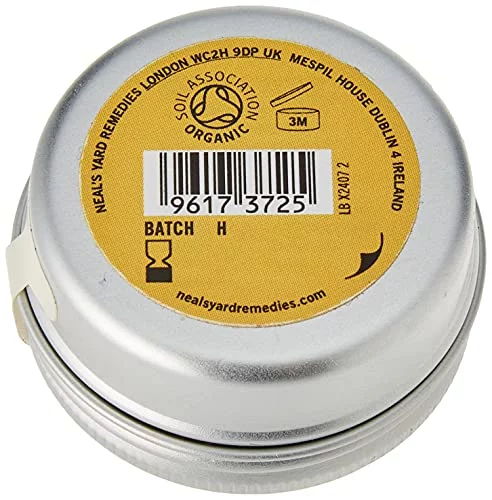 NEAL'S YARD REMEDIES LONDON WC2H 9DP UK MESPIL HOUSE DUBLIN 4 IRELAND
SOIL ASSOCIATION
ORGANIC
3M
9617 3725
LB X2407 2
BATCH H
nealsyardremedies.com